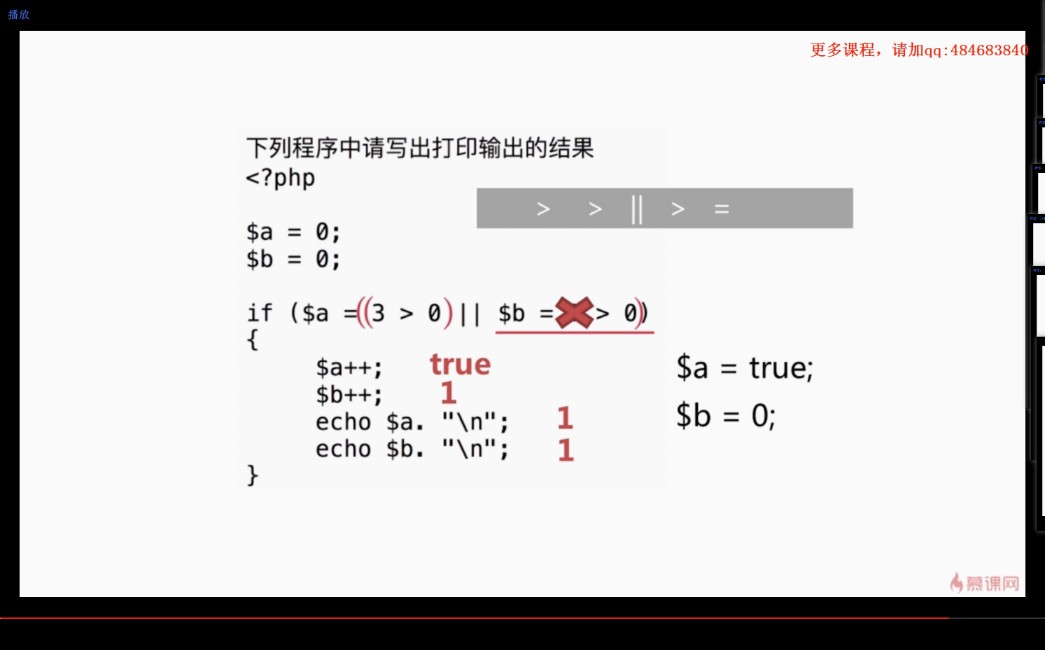 播放
更多课程，请加qq:484683840
下列程序中请写出打印输出的结果
<?php
> > || > =
$a = 0;
$b = 0;
if ($a =((3 > 0)|| $b = > 0))
{
$a++; true
$b++; 1
echo $a. "\n"; 1
echo $b. "\n"; 1
}
$a = true;
$b = 0;
慕课网